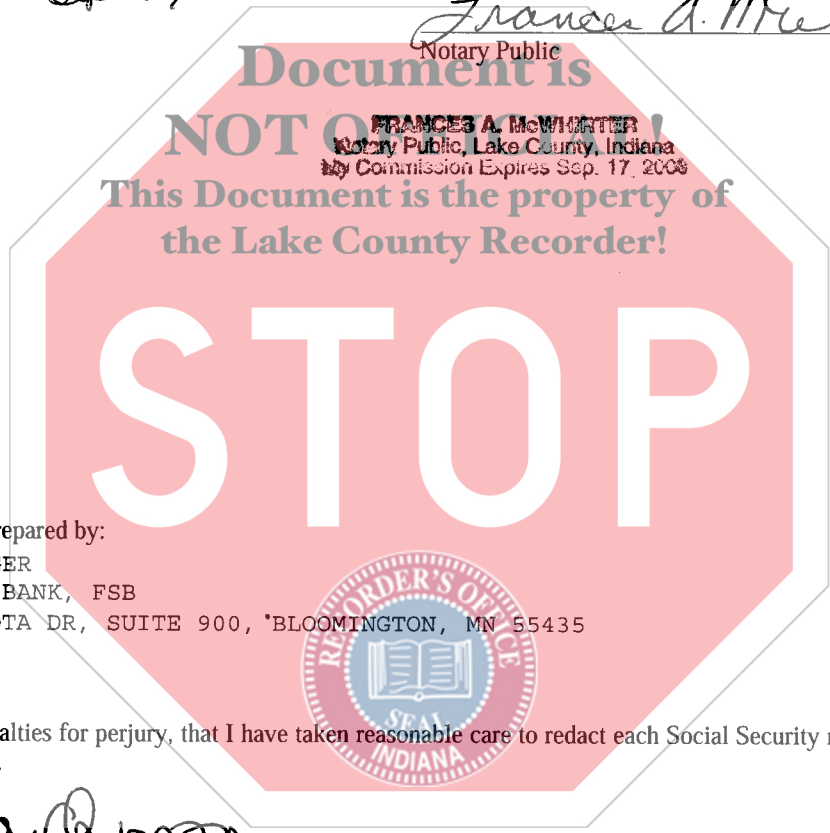 Frances A.
Notary Public
Document is
NOT OFFICIAL!
FRANCES A. McWHIRTER
Notary Public, Lake County, Indiana
My Commission Expires Sep. 17
This Document is the property of
the Lake County Recorder!
STOP
repared by:
GER
BANK, FSB
TA DR, SUITE 900, BLOOMINGTON, MN 55435
RECORDER'S OFFICE
SEAL
INDIANA
alties for perjury, that I have taken reasonable care to redact each Social Security